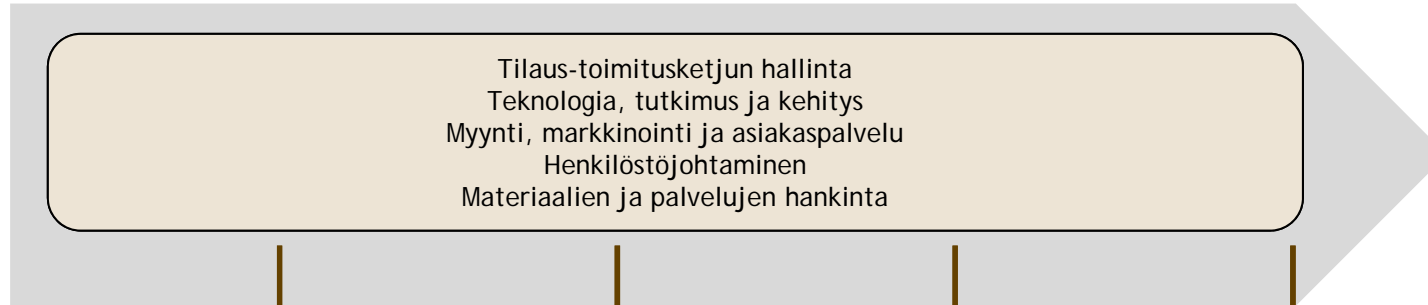 Tilaus-toimitusketjun hallinta
Teknologia, tutkimus ja kehitys
Myynti, markkinointi ja asiakaspalvelu
Henkilöstöjohtaminen
Materiaalien ja palvelujen hankinta